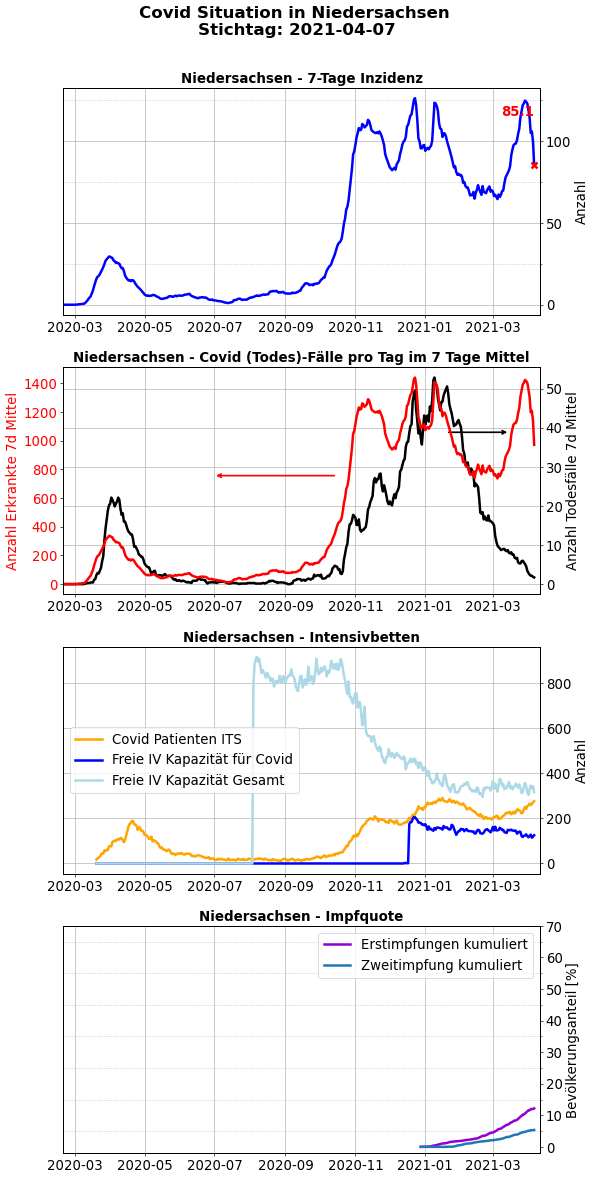 Covid Situation in Niedersachsen
Stichtag: 2021-04-07
Niedersachsen - 7-Tage Inzidenz
85.1
100
50
0
Anzahl
2020-03 2020-05 2020-07 2020-09 2020-11 2021-01 2021-03
Niedersachsen - Covid (Todes)-Fälle pro Tag im 7 Tage Mittel
Anzahl Erkrankte 7d Mittel
1400
1200
1000
800
600
400
200
0
50
40
30
20
10
0
Anzahl Todesfälle 7d Mittel
2020-03 2020-05 2020-07 2020-09 2020-11 2021-01 2021-03
Niedersachsen - Intensivbetten
Covid Patienten ITS
Freie IV Kapazität für Covid
Freie IV Kapazität Gesamt
800
600
400
200
0
Anzahl
2020-03 2020-05 2020-07 2020-09 2020-11 2021-01 2021-03
Niedersachsen - Impfquote
Erstimpfungen kumuliert
Zweitimpfung kumuliert
70
60
50
40
30
20
10
0
Bevölkerungsanteil [%]
2020-03 2020-05 2020-07 2020-09 2020-11 2021-01 2021-03